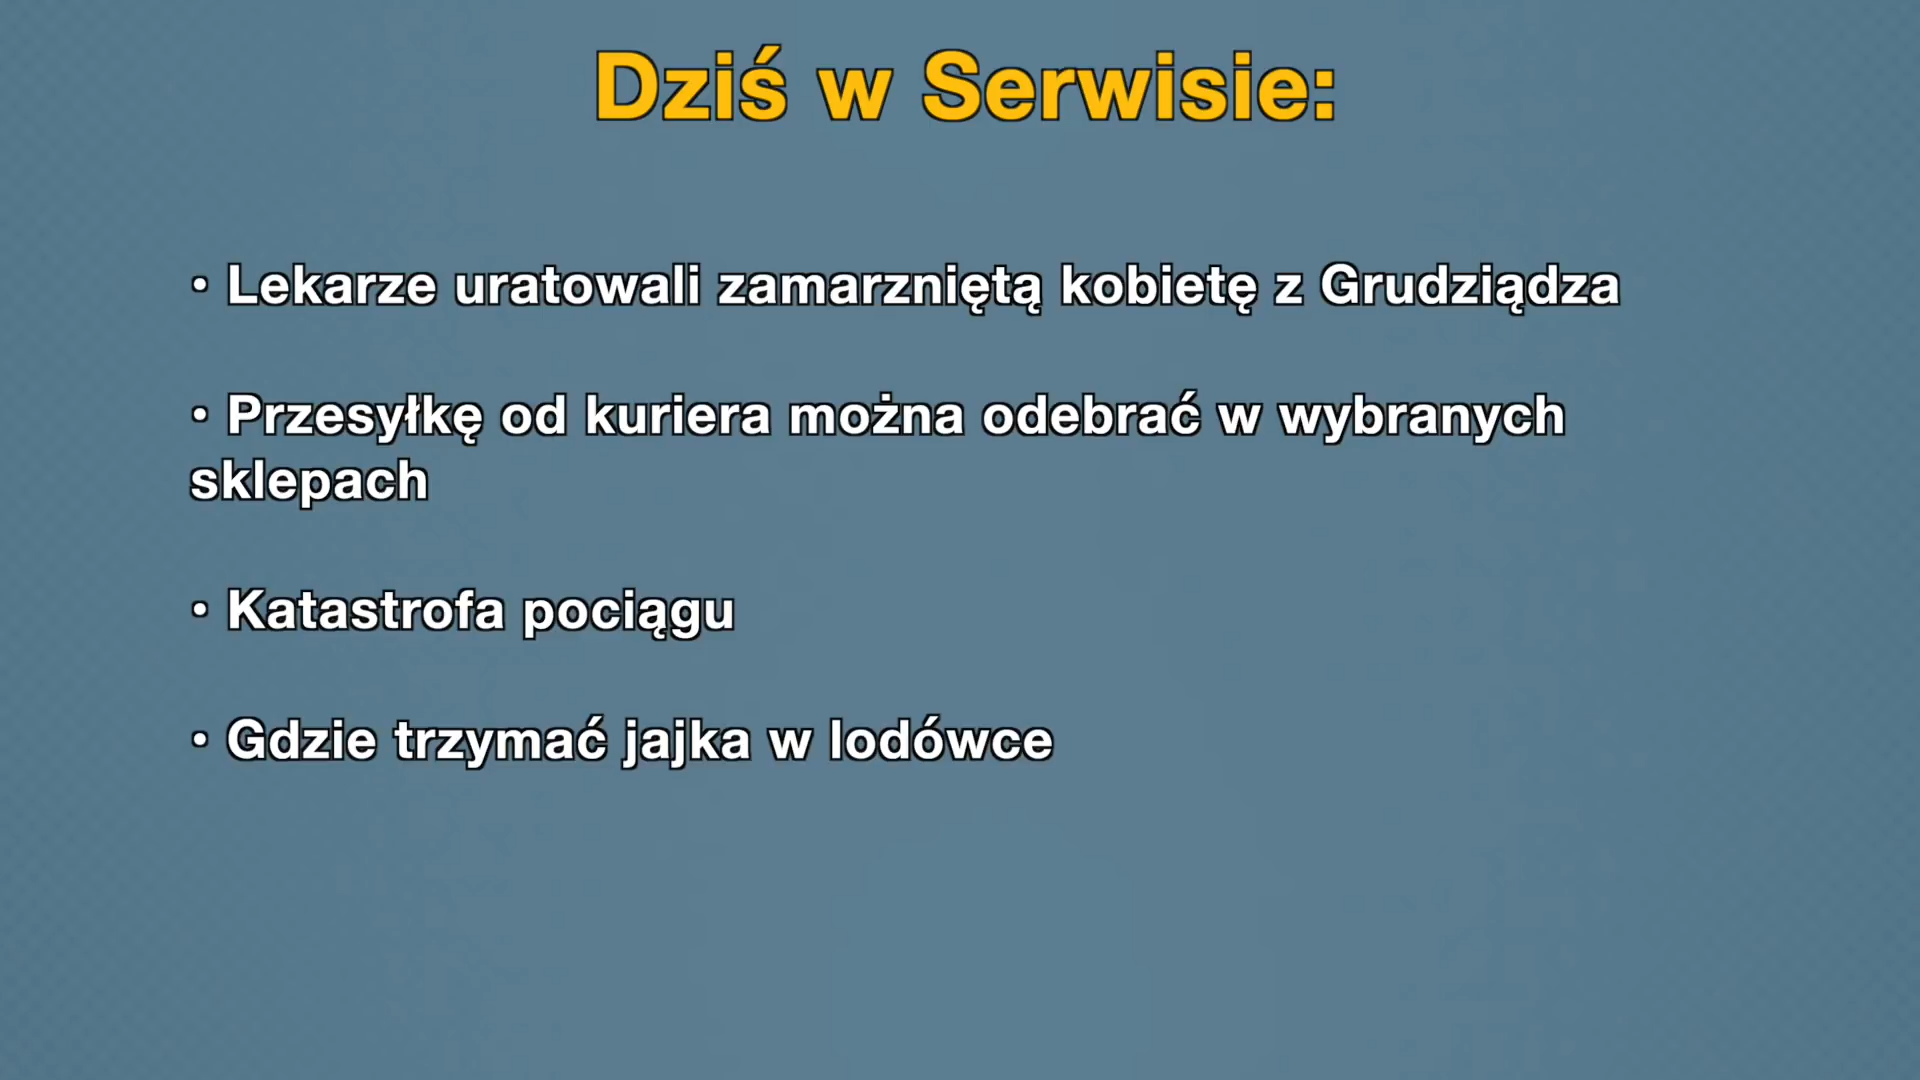 Dziś w Serwisie:
• Lekarze uratowali zamarzniętą kobietę z Grudziądza
• Przesyłkę od kuriera można odebrać w wybranych
sklepach
• Katastrofa pociągu
• Gdzie trzymać jajka w lodówce